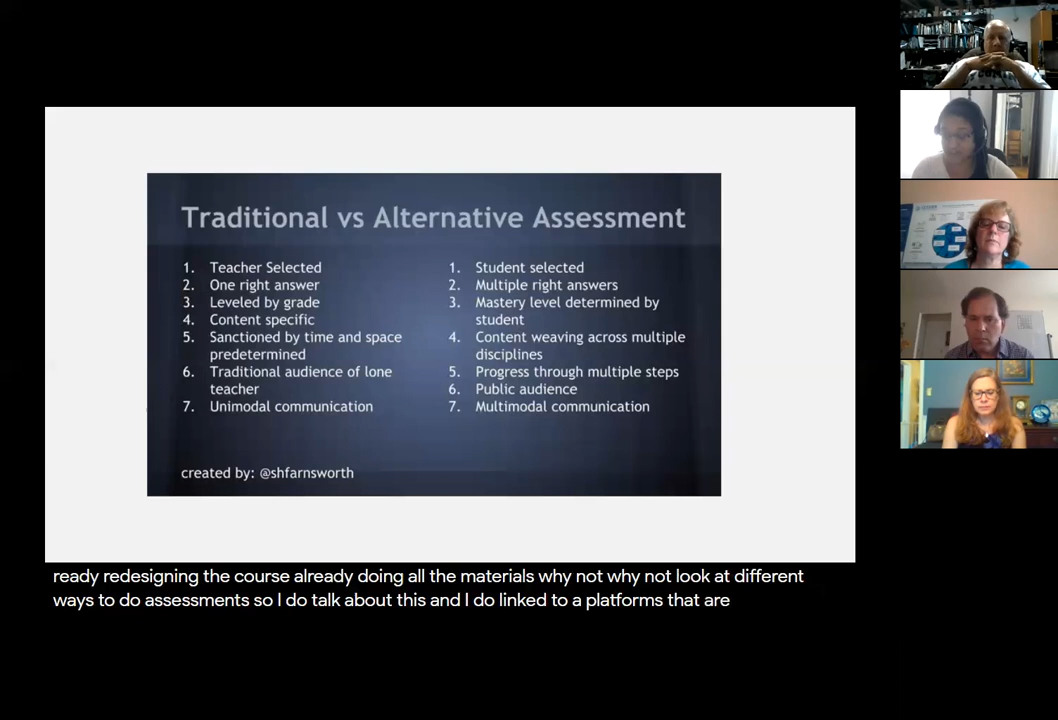 Traditional vs Alternative Assessment
1. Teacher Selected
2. One right answer
3. Leveled by grade
4. Content specific
5. Sanctioned by time and space
predetermined
6. Traditional audience of lone
teacher
7. Unimodal communication
1. Student selected
2. Multiple right answers
3. Mastery level determined by
student
4. Content weaving across multiple
disciplines
5. Progress through multiple steps
6. Public audience
7. Multimodal communication
created by: @shfarnsworth
ready redesigning the course already doing all the materials why not why not look at different
ways to do assessments so I do talk about this and I do linked to a platforms that are